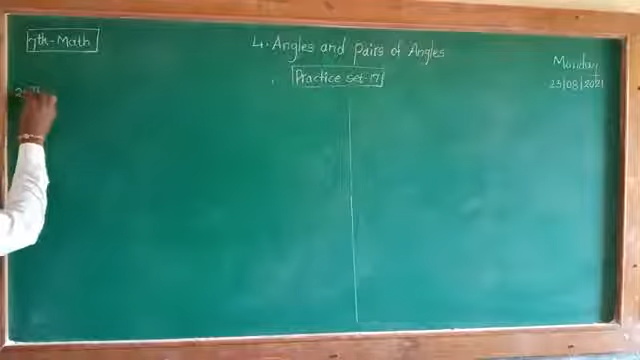 7th-Math
4. Angles and pairs of Angles
Practice set-17
Monday
23/08/2021